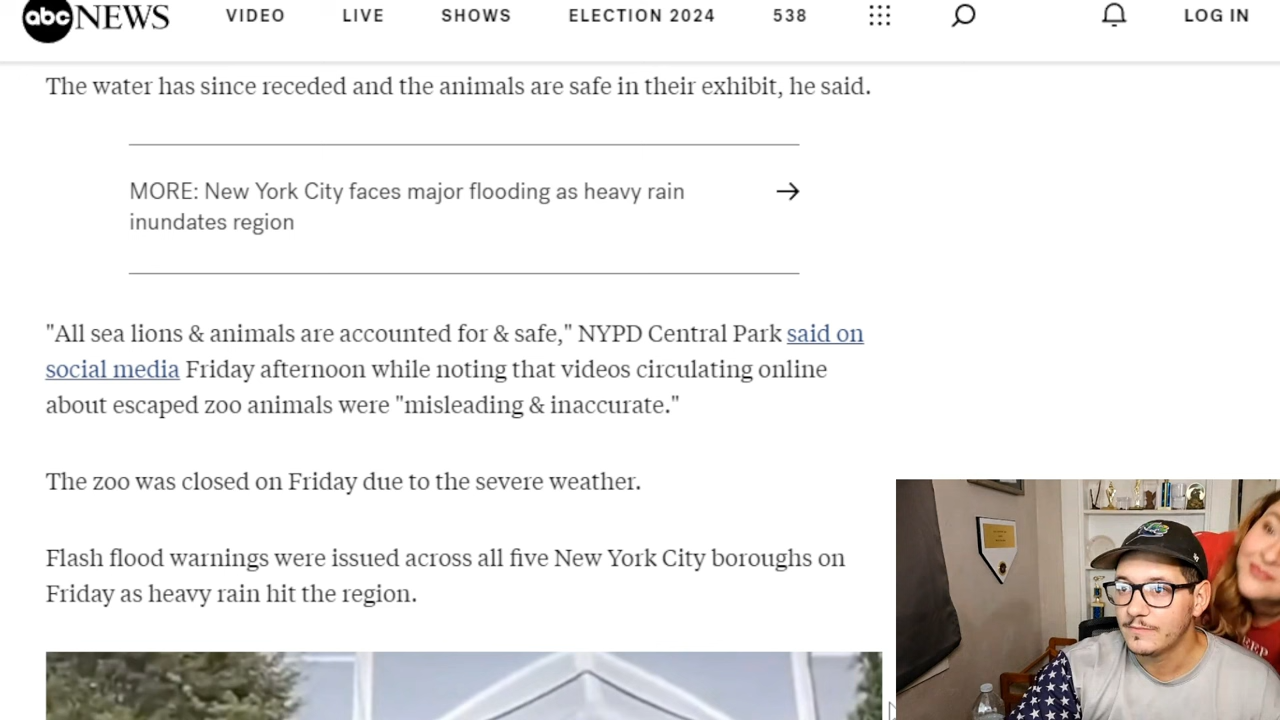 abc NEWS VIDEO LIVE SHOWS ELECTION 2024 538 LOG IN
The water has since receded and the animals are safe in their exhibit, he said.
MORE: New York City faces major flooding as heavy rain
inundates region
"All sea lions & animals are accounted for & safe," NYPD Central Park said on
social media Friday afternoon while noting that videos circulating online
about escaped zoo animals were "misleading & inaccurate."
The zoo was closed on Friday due to the severe weather.
Flash flood warnings were issued across all five New York City boroughs on
Friday as heavy rain hit the region.